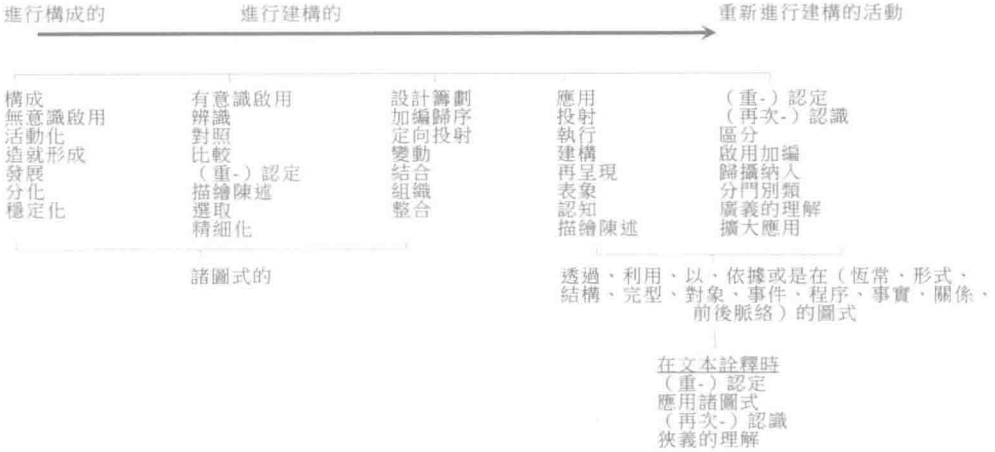 進行構成的
進行建構的
重新進行建構的活動
構成
無意識啟用
活動化
造就形成
發展
分化
穩定化
有意識啟用
辨識
對照
比較
（重-）認定
描繪陳述
選取
精細化
設計籌劃
加編歸序
定向投射
變動
結合
組織
整合
應用
投射
執行
建構
再呈現
表象
認知
描繪陳述
（重-）認定
（再次-）認識
區分
啟用加編
歸攝納入
分門別類
廣義的理解
擴大應用
諸圖式的
透過、利用、以、依據或是在（恆常、形式、
結構、完型、對象、事件、程序、事實、關係、
前後脈絡）的圖式
在文本詮釋時
（重-）認定
應用諸圖式
（再次-）認識
狹義的理解